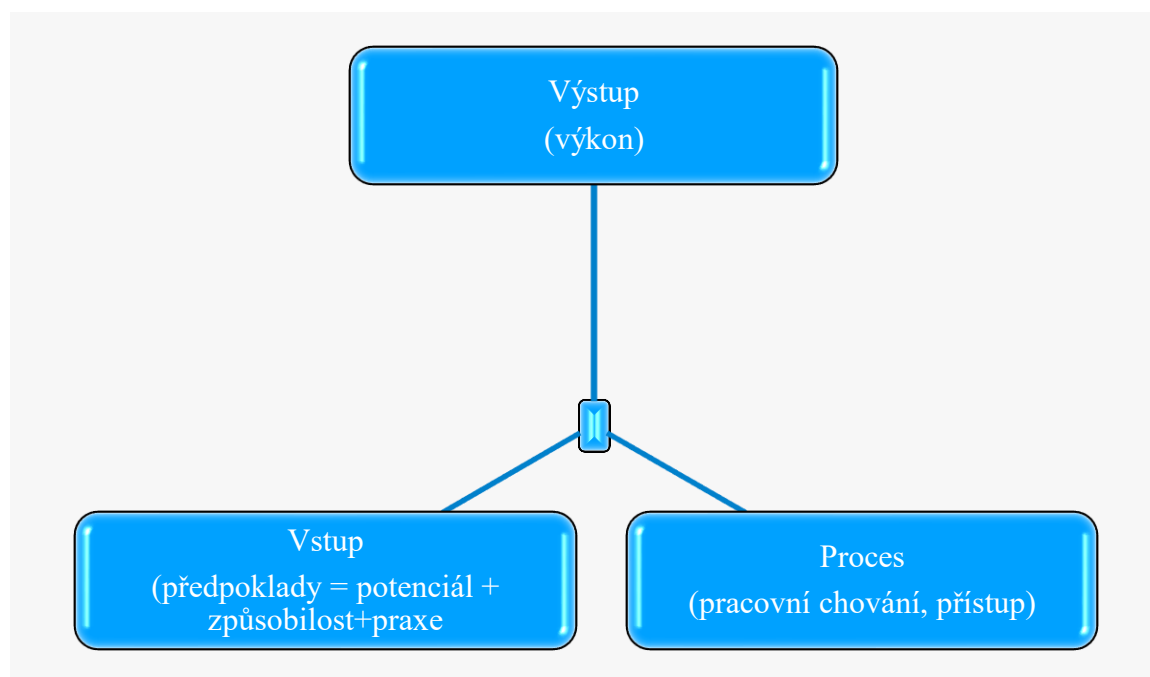 Výstup
(výkon)
Vstup
(předpoklady = potenciál +
způsobilost+praxe
Proces
(pracovní chování, přístup)